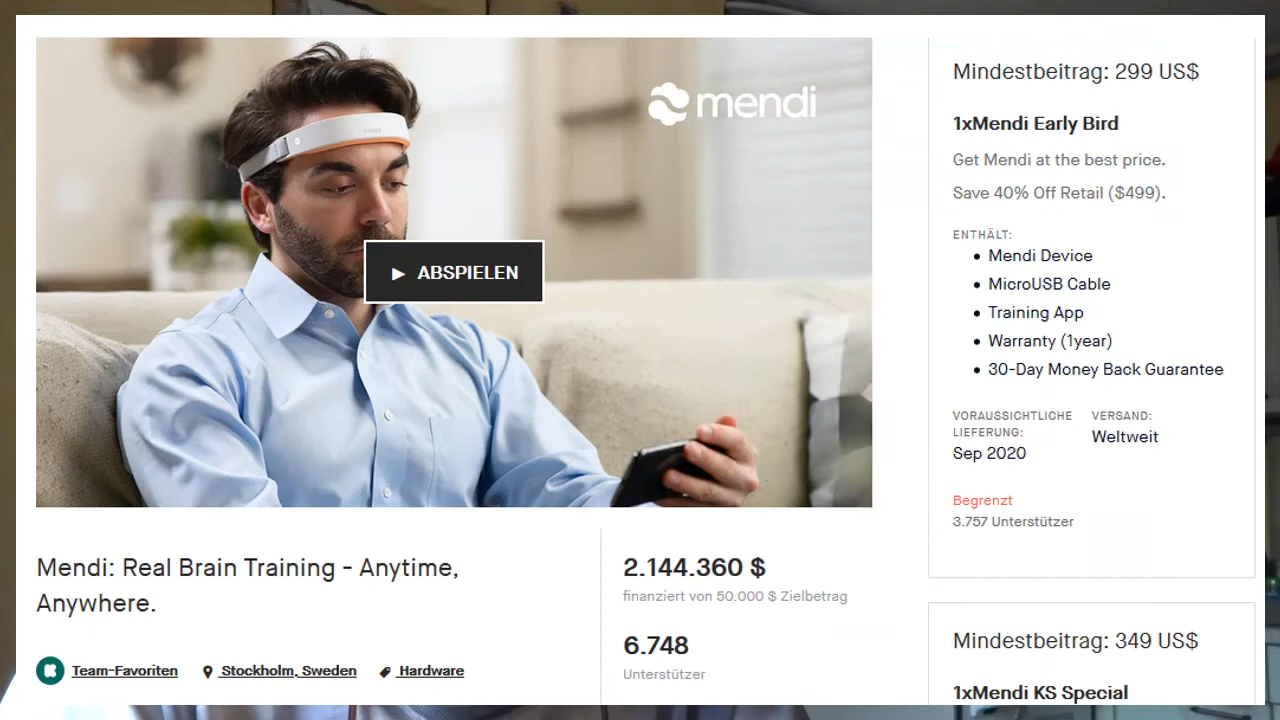 mendi
ABSPIELEN
Mendi: Real Brain Training - Anytime,
Anywhere.
Team-Favoriten
Stockholm, Sweden
Hardware
2.144.360 $
finanziert von 50.000 $ Zielbetrag
6.748
Unterstützer
Mindestbeitrag: 299 US$
1xMendi Early Bird
Get Mendi at the best price.
Save 40% Off Retail ($499).
ENTHÄLT:
Mendi Device
MicroUSB Cable
Training App
Warranty (1year)
30-Day Money Back Guarantee
VORAUSSICHTLICHE
LIEFERUNG:
Sep 2020
VERSAND:
Weltweit
Begrenzt
3.757 Unterstützer
Mindestbeitrag: 349 US$
1xMendi KS Special